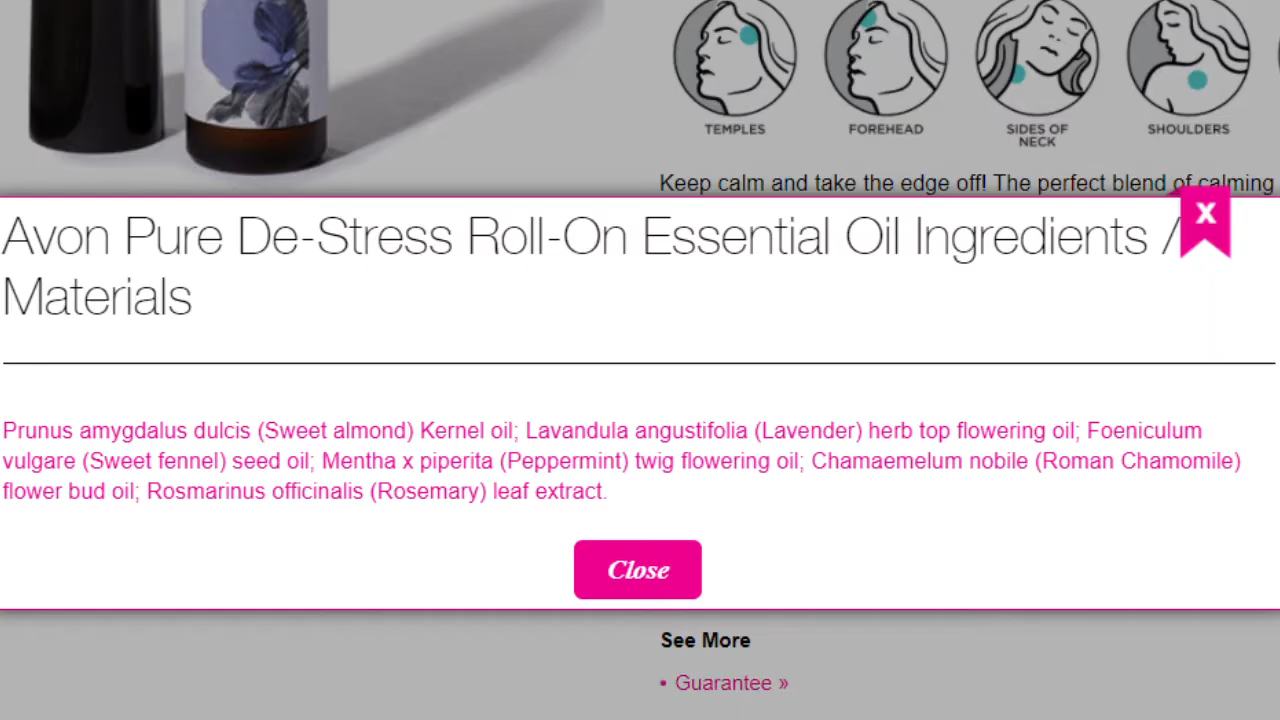 TEMPLES
FOREHEAD
SIDES OF
NECK
SHOULDERS
Keep calm and take the edge off! The perfect blend of calming
X
Avon Pure De-Stress Roll-On Essential Oil Ingredients /
Materials
Prunus amygdalus dulcis (Sweet almond) Kernel oil; Lavandula angustifolia (Lavender) herb top flowering oil; Foeniculum
vulgare (Sweet fennel) seed oil; Mentha x piperita (Peppermint) twig flowering oil; Chamaemelum nobile (Roman Chamomile)
flower bud oil; Rosmarinus officinalis (Rosemary) leaf extract.
Close
See More
• Guarantee »